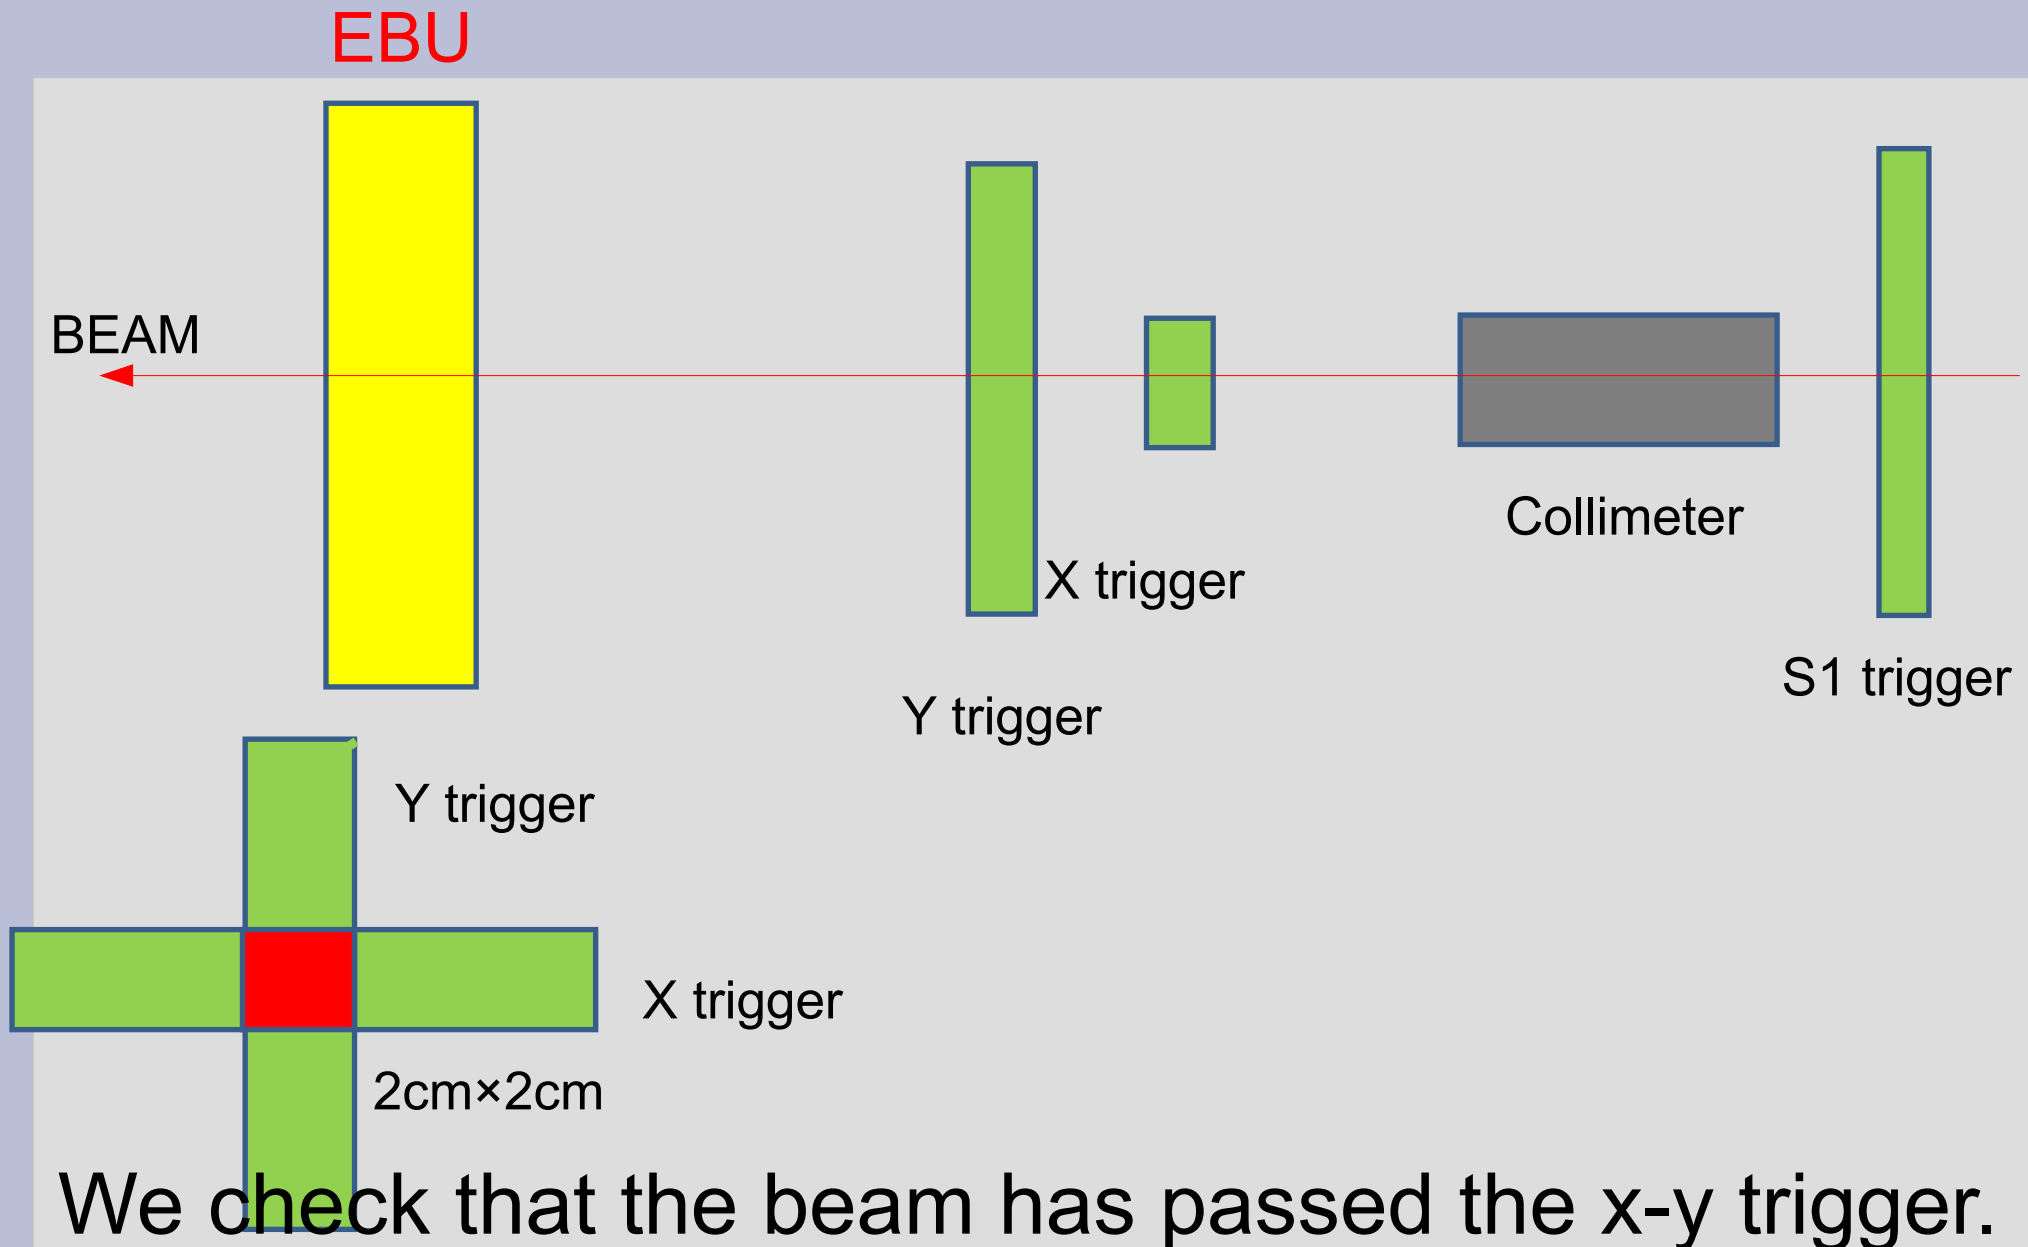 EBU
BEAM
Collimeter
X trigger
S1 trigger
Y trigger
Y trigger
X trigger
2cm×2cm
We check that the beam has passed the x-y trigger.